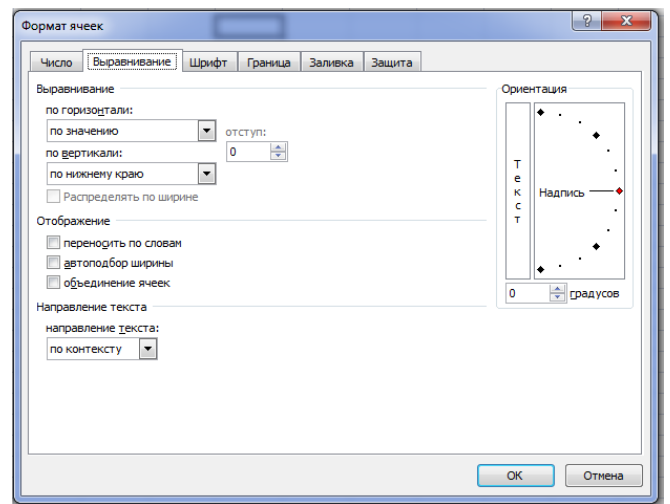 Формат ячеек
Число Выравнивание Шрифт Граница Заливка Защита
Выравнивание
по горизонтали:
по значению
отступ:
0
по вертикали:
по нижнему краю
Распределять по ширине
Отображение
переносить по словам
автоподбор ширины
объединение ячеек
Направление текста
направление текста:
по контексту
Ориентация
Текст
Надпись
0 градусов
ОК Отмена